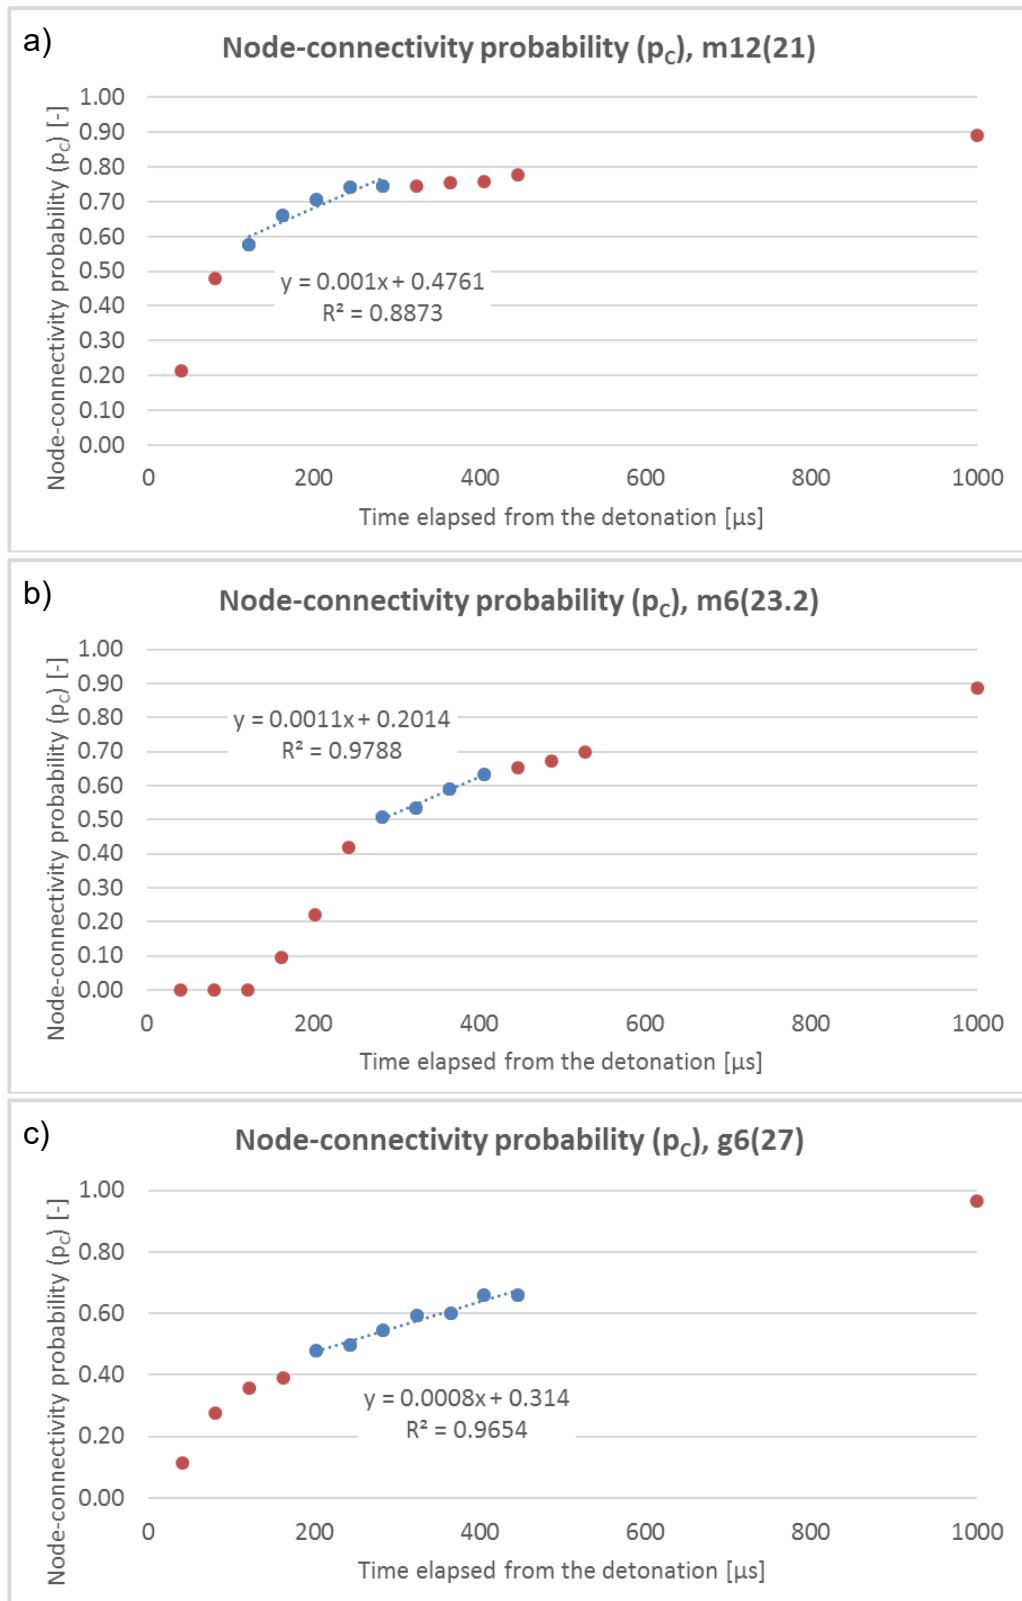 a)
Node-connectivity probability (pC), m12(21)
Node-connectivity probability (pC) [-]
1.00
0.90
0.80
0.70
0.60
0.50
0.40
0.30
0.20
0.10
0.00
y = 0.001x + 0.4761
R² = 0.8873
0 200 400 600 800 1000
Time elapsed from the detonation [µs]
b)
Node-connectivity probability (pC), m6(23.2)
Node-connectivity probability (pC) [-]
1.00
0.90
0.80
0.70
0.60
0.50
0.40
0.30
0.20
0.10
0.00
y = 0.0011x + 0.2014
R² = 0.9788
0 200 400 600 800 1000
Time elapsed from the detonation [µs]
c)
Node-connectivity probability (pC), g6(27)
Node-connectivity probability (pC) [-]
1.00
0.80
0.60
0.40
0.20
0.00
y = 0.0008x + 0.314
R² = 0.9654
0 200 400 600 800 1000
Time elapsed from the detonation [µs]